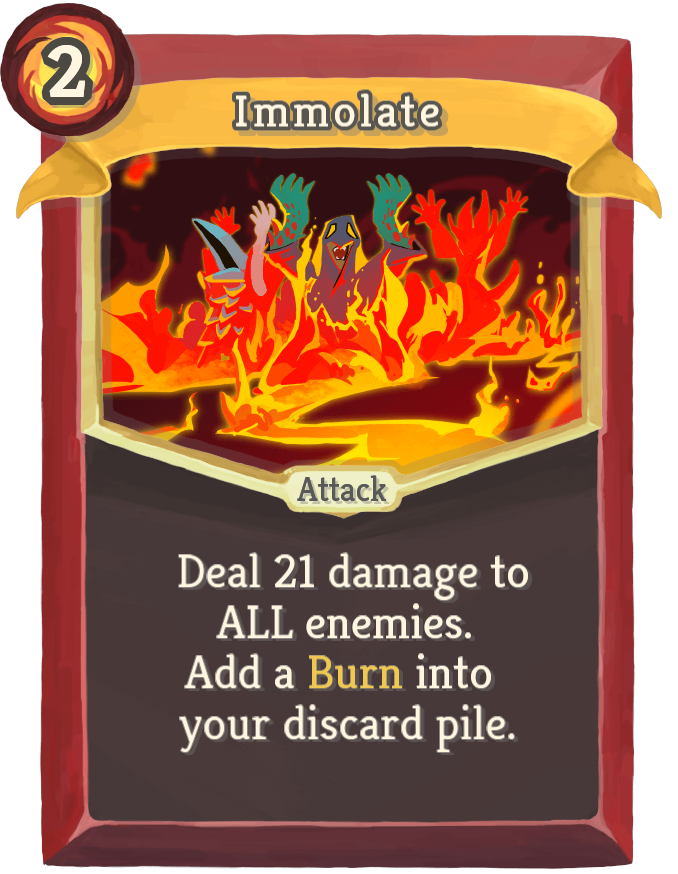 2
Immolate
Attack
Deal 21 damage to
ALL enemies.
Add a Burn into
your discard pile.